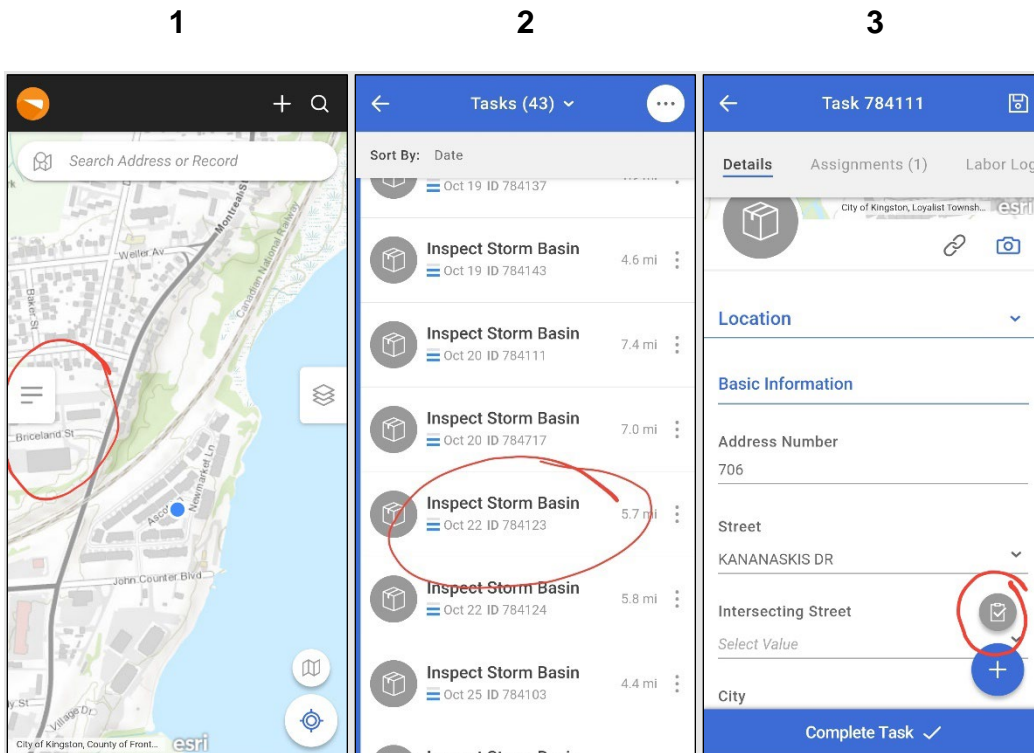 1
2
3
Search Address or Record
Montreal St
Canadian National Railway
Weller Av
Baker St
Briceland St
Newmarket Ln
Ascot
John Counter Blvd
Village Dr
City of Kingston, County of Front...
esri
Tasks (43)
Sort By: Date
Oct 19 ID 784137
Inspect Storm Basin
4.6 mi
Oct 19 ID 784143
Inspect Storm Basin
7.4 mi
Oct 20 ID 784111
Inspect Storm Basin
7.0 mi
Oct 20 ID 784717
Inspect Storm Basin
5.7 mi
Oct 22 ID 784123
Inspect Storm Basin
5.8 mi
Oct 22 ID 784124
Inspect Storm Basin
4.4 mi
Oct 25 ID 784103
Task 784111
Details Assignments (1) Labor Log
City of Kingston, Loyalist Townsh... esri
Location
Basic Information
Address Number
706
Street
KANANASKIS DR
Intersecting Street
Select Value
City
Complete Task